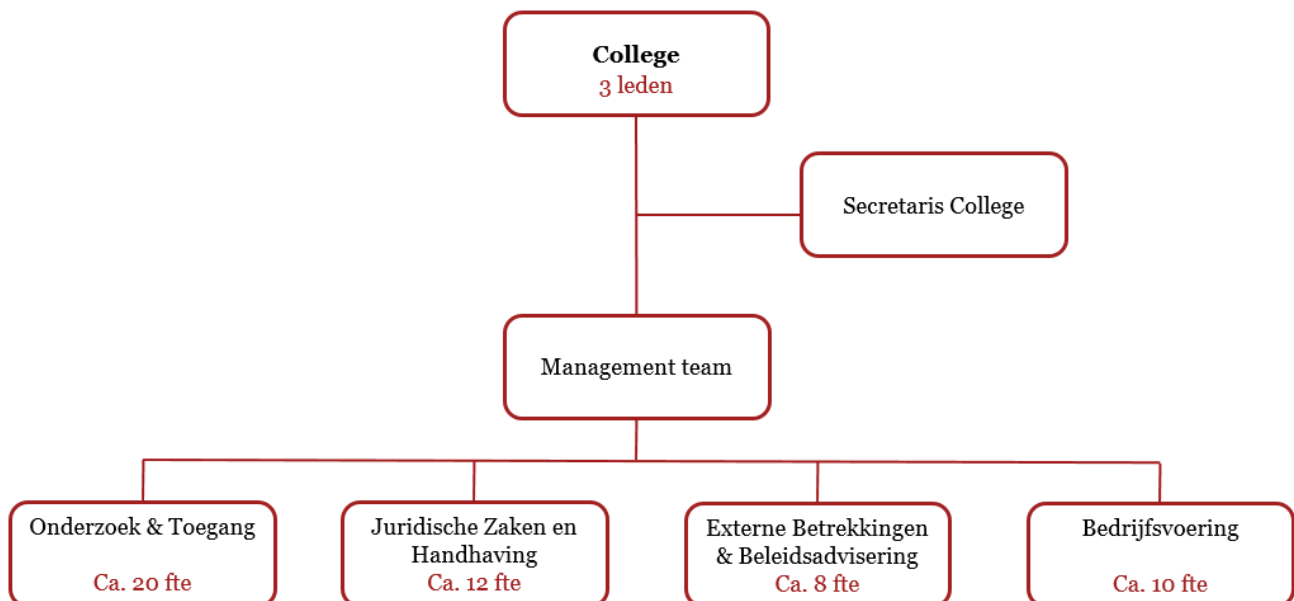 College
3 leden
Secretaris College
Management team
Onderzoek & Toegang
Ca. 20 fte
Juridische Zaken en
Handhaving
Ca. 12 fte
Externe Betrekkingen
& Beleidsadvisering
Ca. 8 fte
Bedrijfsvoering
Ca. 10 fte